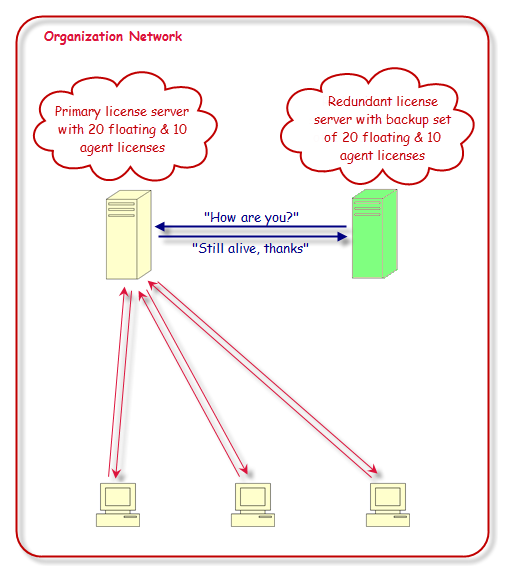 Organization Network
Primary license server
with 20 floating & 10
agent licenses
Redundant license
server with backup set
of 20 floating & 10
agent licenses
"How are you?"
"Still alive, thanks"